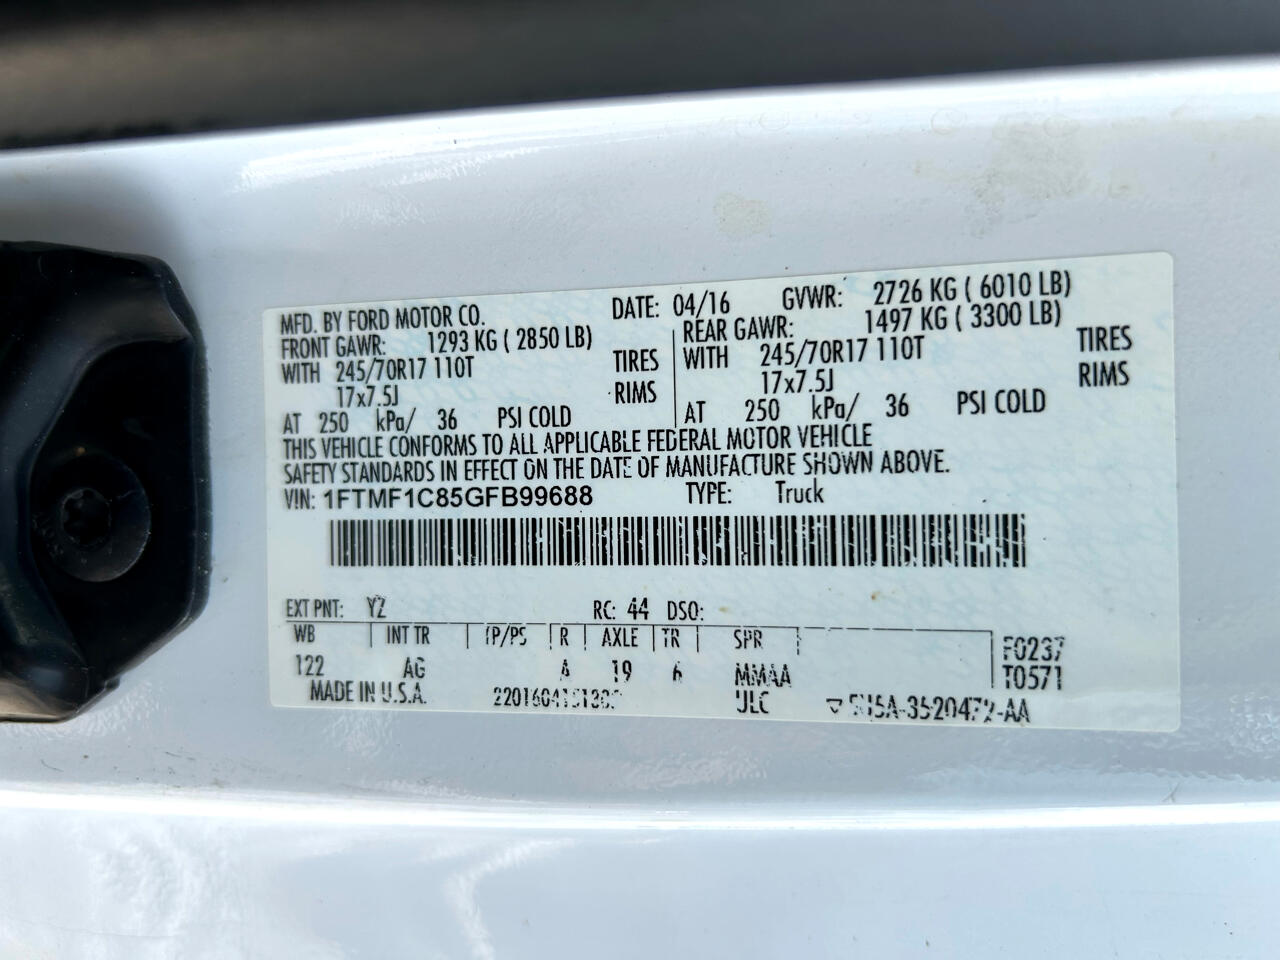 MFD. BY FORD MOTOR CO. DATE: 04/16 GVWR: 2726 KG ( 6010 LB)
FRONT GAWR: 1293 KG ( 2850 LB) REAR GAWR: 1497 KG ( 3300 LB)
WITH 245/70R17 110T TIRES WITH 245/70R17 110T TIRES
17x7.5J RIMS 17x7.5J RIMS
AT 250 kPa/ 36 PSI COLD AT 250 kPa/ 36 PSI COLD
THIS VEHICLE CONFORMS TO ALL APPLICABLE FEDERAL MOTOR VEHICLE
SAFETY STANDARDS IN EFFECT ON THE DATE OF MANUFACTURE SHOWN ABOVE.
VIN: 1FTMF1C85GFB99688 TYPE: Truck
EXT PNT: YZ RC: 44 DSO:
WB INT TR TP/PS R AXLE TR SPR F0237
122 AG 4 19 6 MMAA T0571
MADE IN U.S.A. ULC